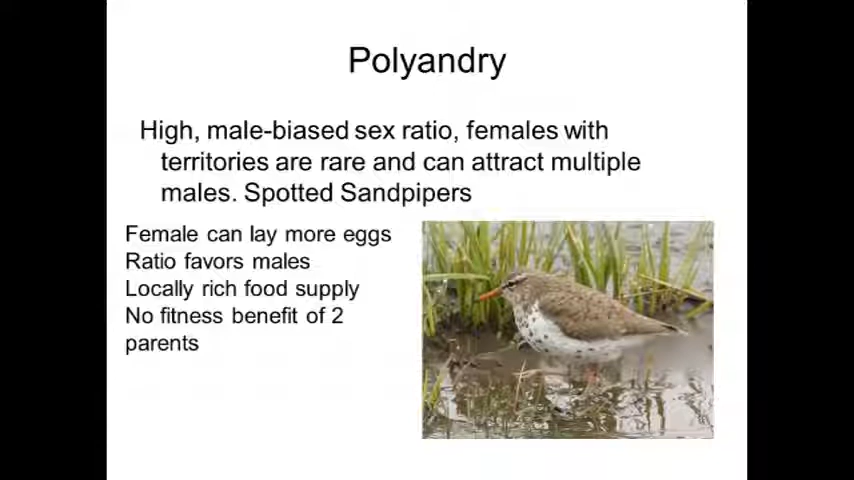 Polyandry
High, male-biased sex ratio, females with
territories are rare and can attract multiple
males. Spotted Sandpipers
Female can lay more eggs
Ratio favors males
Locally rich food supply
No fitness benefit of 2
parents